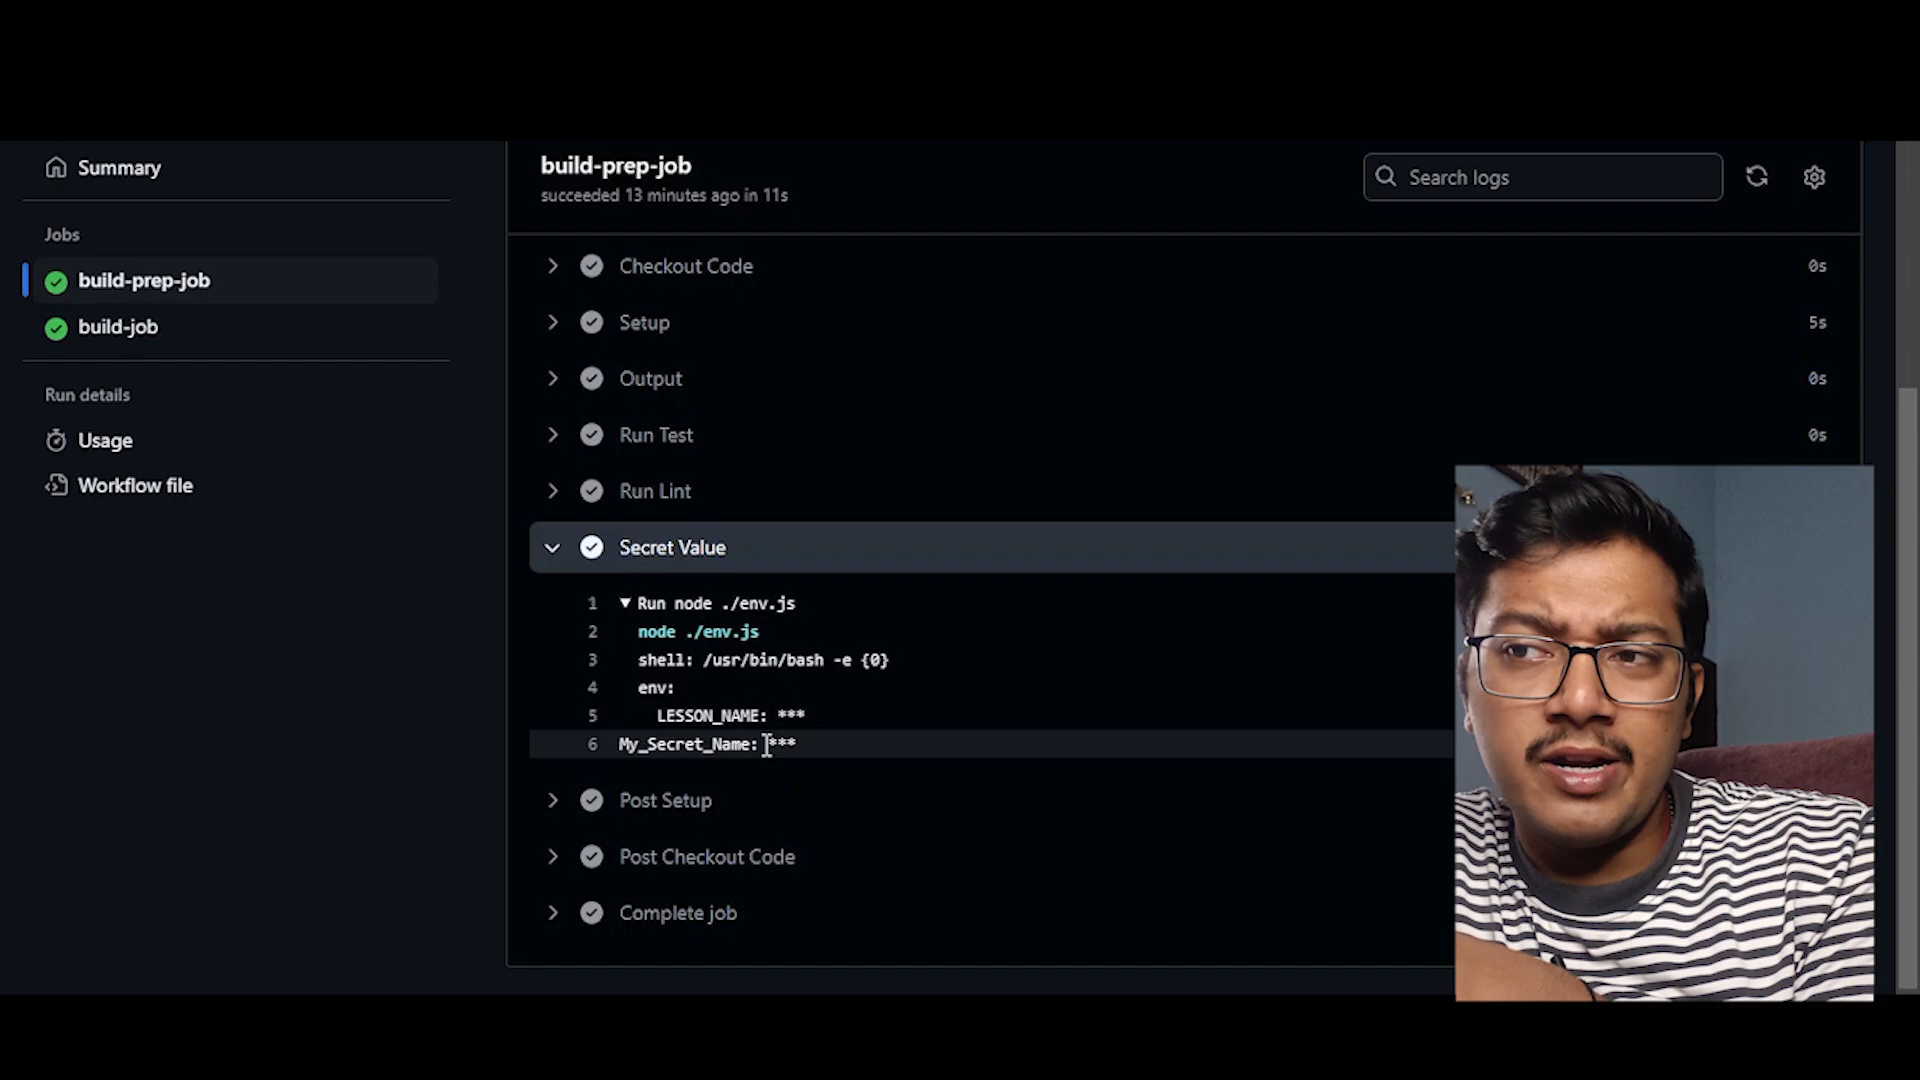 Summary
Jobs
build-prep-job
build-job
Run details
Usage
Workflow file
build-prep-job
succeeded 13 minutes ago in 11s
Search logs
Checkout Code 0s
Setup 5s
Output 0s
Run Test 0s
Run Lint
Secret Value
1 ▼ Run node ./env.js
2 node ./env.js
3 shell: /usr/bin/bash -e {0}
4 env:
5 LESSON_NAME: ***
6 My_Secret_Name: ***
Post Setup
Post Checkout Code
Complete job